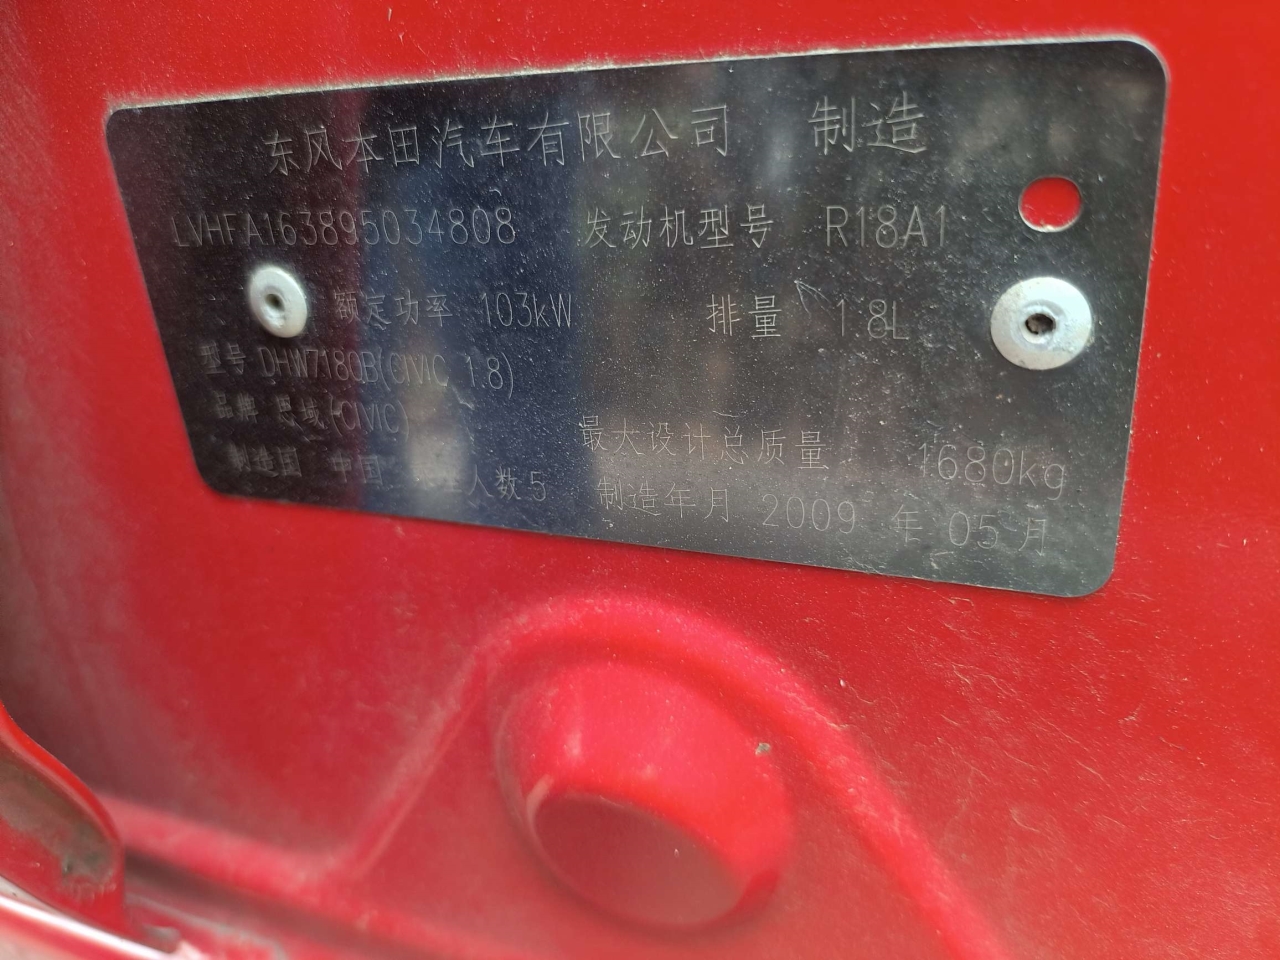 东风本田汽车有限公司 制造
LVHFA163895034808 发动机型号 R18A1
额定功率 103kW 排量 1.8L
型号 DHW7180B(CIVIC 1.8)
品牌 思域(CIVIC)
最大设计总质量 1680kg
制造国 中国 人数 5
制造年月 2009 年 05 月